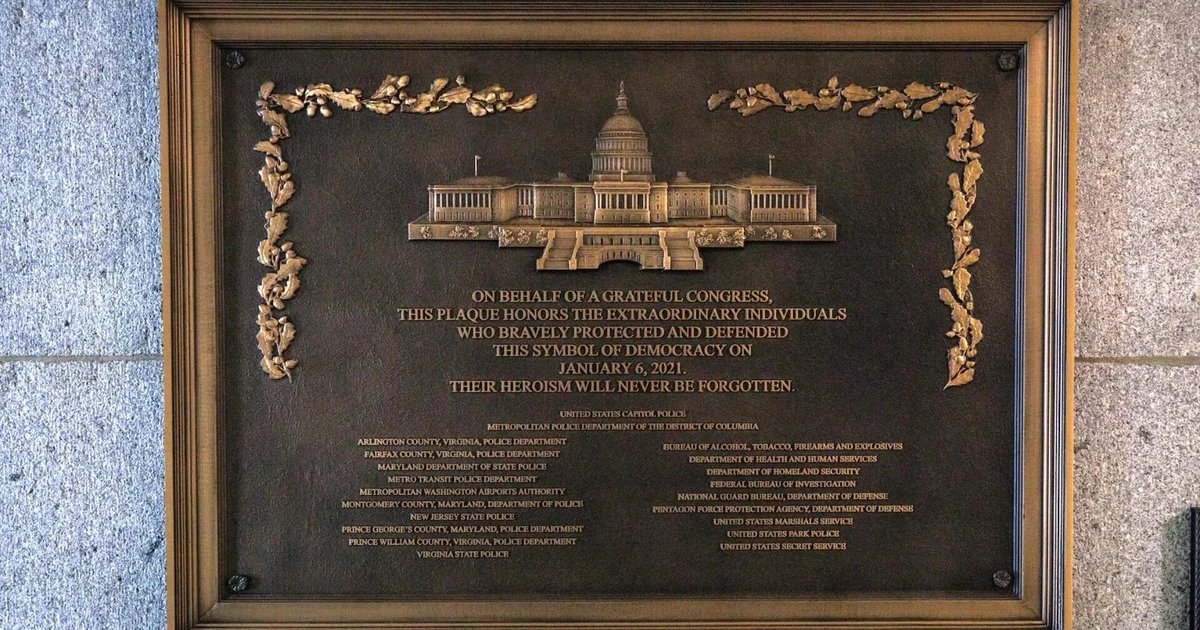 ON BEHALF OF A GRATEFUL CONGRESS,
THIS PLAQUE HONORS THE EXTRAORDINARY INDIVIDUALS
WHO BRAVELY PROTECTED AND DEFENDED
THIS SYMBOL OF DEMOCRACY ON
JANUARY 6, 2021.
THEIR HEROISM WILL NEVER BE FORGOTTEN.
UNITED STATES CAPITOL POLICE
METROPOLITAN POLICE DEPARTMENT OF THE DISTRICT OF COLUMBIA
ARLINGTON COUNTY, VIRGINIA, POLICE DEPARTMENT
FAIRFAX COUNTY, VIRGINIA, POLICE DEPARTMENT
MARYLAND DEPARTMENT OF STATE POLICE
METRO TRANSIT POLICE DEPARTMENT
METROPOLITAN WASHINGTON AIRPORTS AUTHORITY
MONTGOMERY COUNTY, MARYLAND, DEPARTMENT OF POLICE
NEW JERSEY STATE POLICE
PRINCE GEORGE'S COUNTY, MARYLAND, POLICE DEPARTMENT
PRINCE WILLIAM COUNTY, VIRGINIA, POLICE DEPARTMENT
VIRGINIA STATE POLICE
BUREAU OF ALCOHOL, TOBACCO, FIREARMS AND EXPLOSIVES
DEPARTMENT OF HEALTH AND HUMAN SERVICES
DEPARTMENT OF HOMELAND SECURITY
FEDERAL BUREAU OF INVESTIGATION
NATIONAL GUARD BUREAU, DEPARTMENT OF DEFENSE
PENTAGON FORCE PROTECTION AGENCY, DEPARTMENT OF DEFENSE
UNITED STATES MARSHALS SERVICE
UNITED STATES PARK POLICE
UNITED STATES SECRET SERVICE